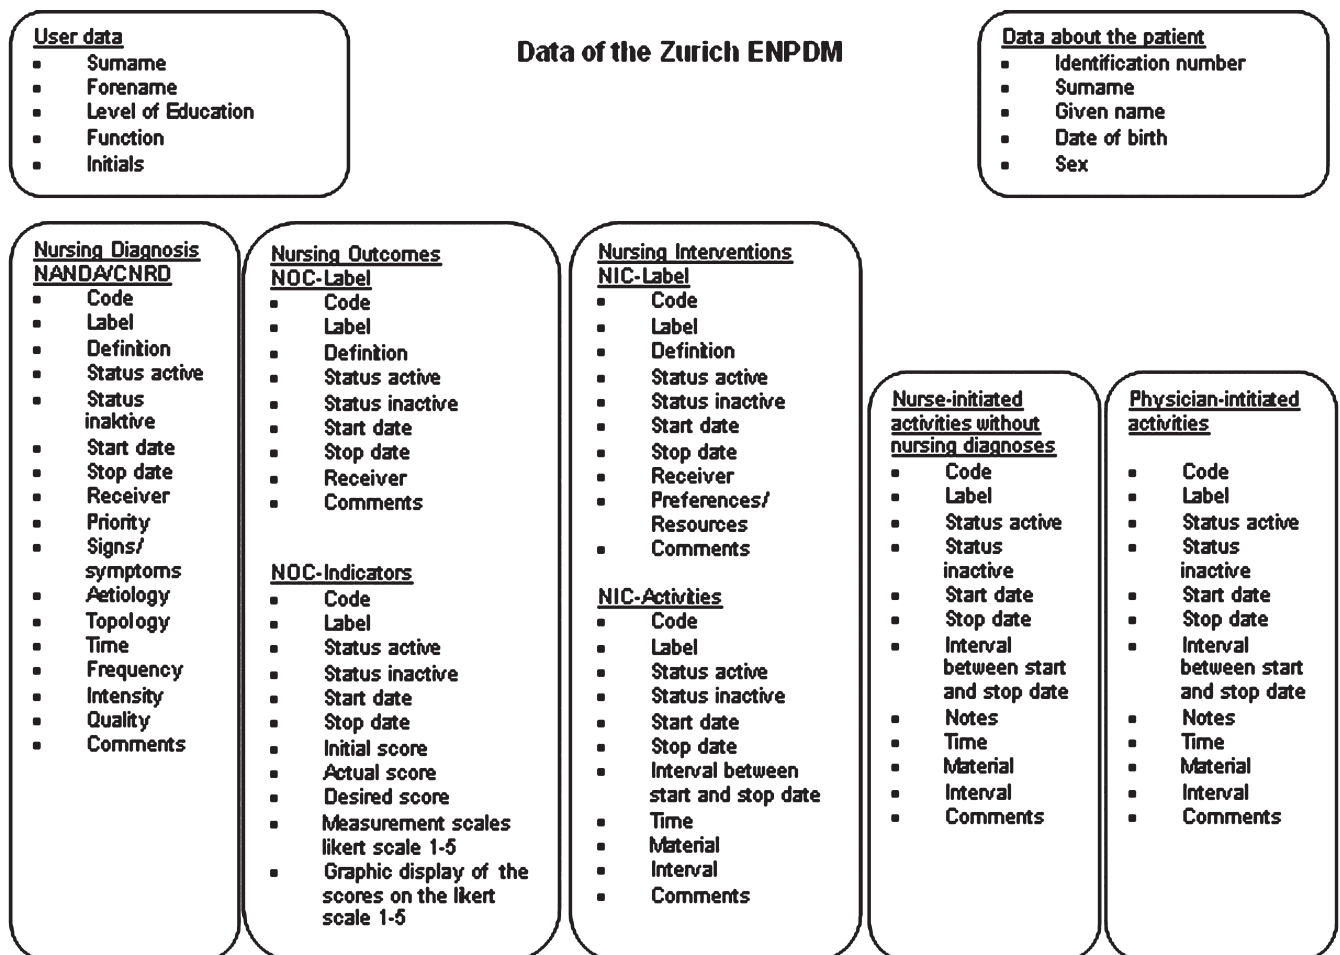 Data of the Zurich ENPDM
User data
▪ Surname
▪ Forename
▪ Level of Education
▪ Function
▪ Initials
Data about the patient
▪ Identification number
▪ Surname
▪ Given name
▪ Date of birth
▪ Sex
Nursing Diagnosis
NANDA/CNRD
▪ Code
▪ Label
▪ Definition
▪ Status active
▪ Status
inaktive
▪ Start date
▪ Stop date
▪ Receiver
▪ Priority
▪ Signs/
symptoms
▪ Aetiology
▪ Topology
▪ Time
▪ Frequency
▪ Intensity
▪ Quality
▪ Comments
Nursing Outcomes
NOC-Label
▪ Code
▪ Label
▪ Definition
▪ Status active
▪ Status inactive
▪ Start date
▪ Stop date
▪ Receiver
▪ Comments
NOC-Indicators
▪ Code
▪ Label
▪ Status active
▪ Status inactive
▪ Start date
▪ Stop date
▪ Initial score
▪ Actual score
▪ Desired score
▪ Measurement scales
likert scale 1-5
▪ Graphic display of the
scores on the likert
scale 1-5
Nursing Interventions
NIC-Label
▪ Code
▪ Label
▪ Definition
▪ Status active
▪ Status inactive
▪ Start date
▪ Stop date
▪ Receiver
▪ Preferences/
Resources
▪ Comments
NIC-Activities
▪ Code
▪ Label
▪ Status active
▪ Status inactive
▪ Start date
▪ Stop date
▪ Interval between
start and stop date
▪ Time
▪ Material
▪ Interval
▪ Comments
Nurse-initiated
activities without
nursing diagnoses
▪ Code
▪ Label
▪ Status active
▪ Status
inactive
▪ Start date
▪ Stop date
▪ Interval
between start
and stop date
▪ Notes
▪ Time
▪ Material
▪ Interval
▪ Comments
Physician-intitiated
activities
▪ Code
▪ Label
▪ Status active
▪ Status
inactive
▪ Start date
▪ Stop date
▪ Interval
between start
and stop date
▪ Notes
▪ Time
▪ Material
▪ Interval
▪ Comments